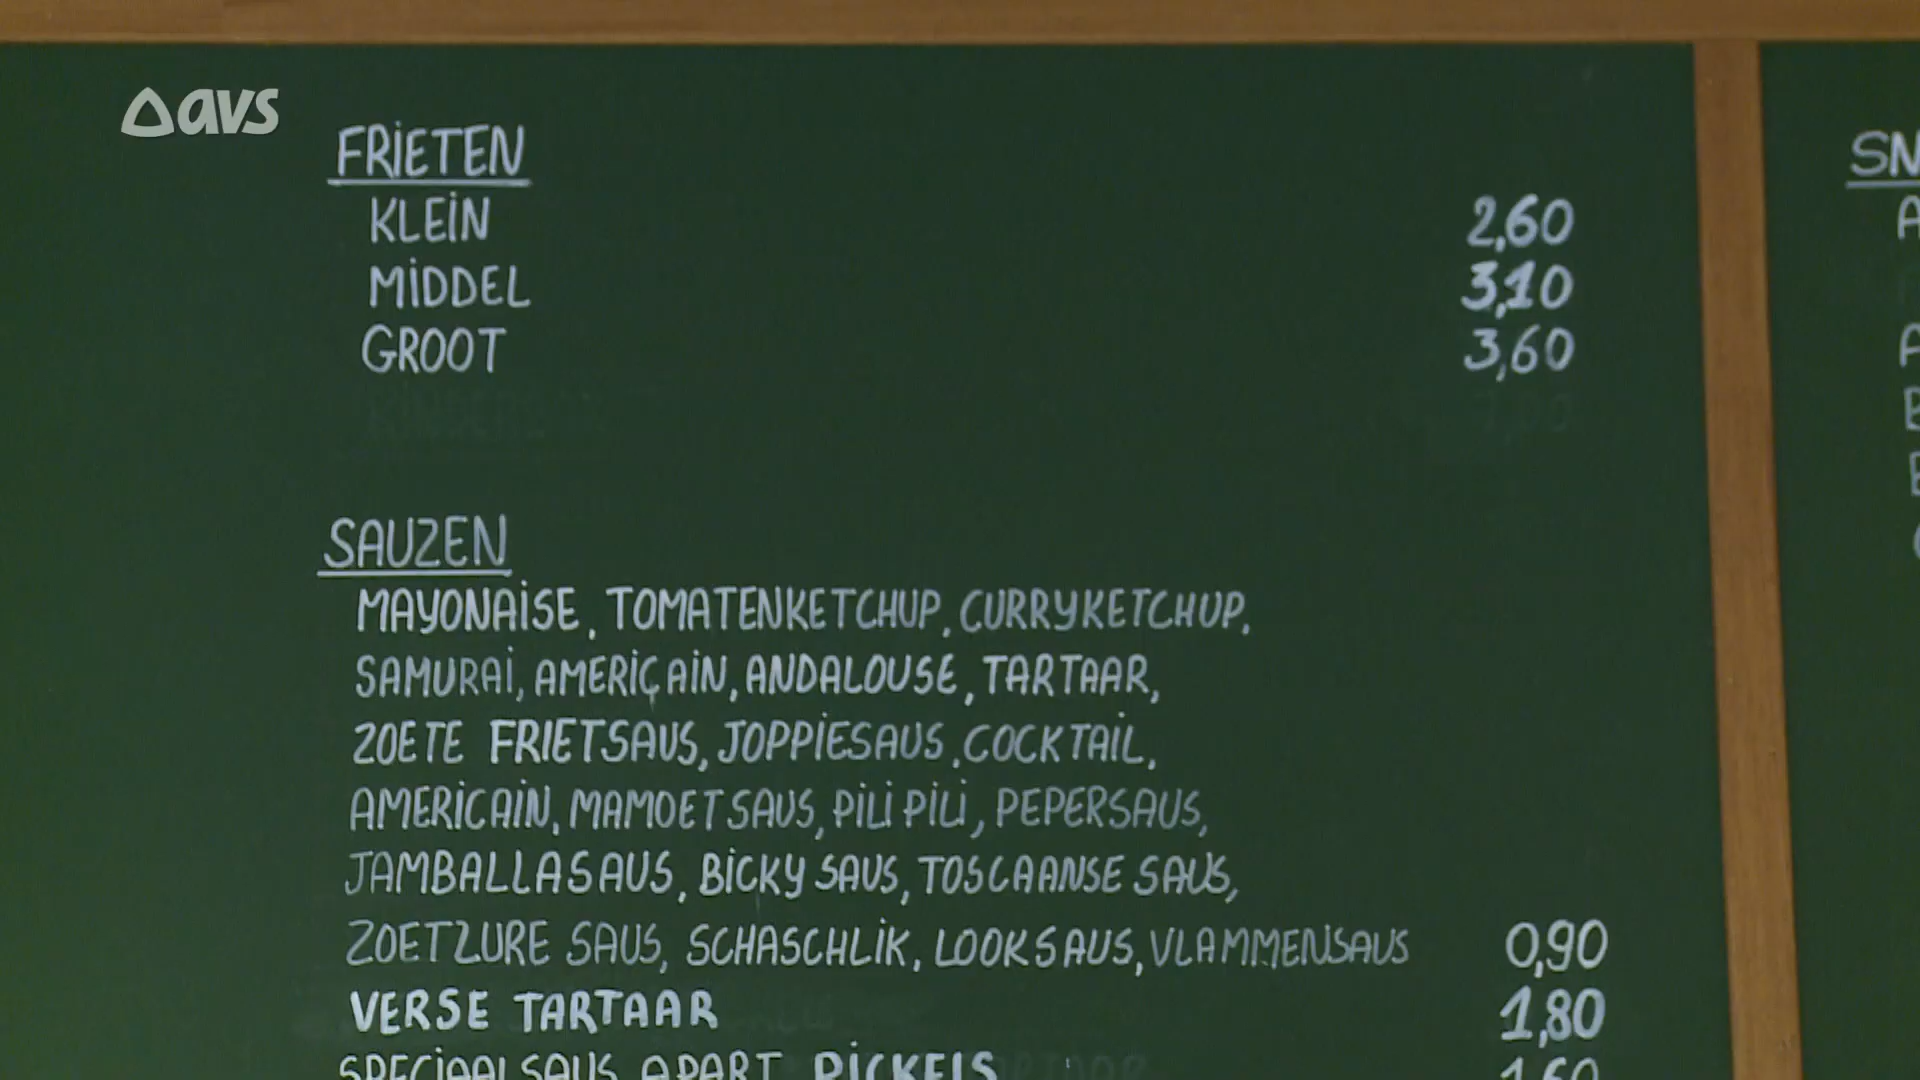 avs
FRIETEN
KLEIN 2,60
MIDDEL 3,10
GROOT 3,60
SAUZEN
MAYONAISE, TOMATENKETCHUP, CURRYKETCHUP,
SAMURAI, AMERIÇAIN, ANDALOUSE, TARTAAR,
ZOETE FRIETSAUS, JOPPIESAUS, COCKTAIL,
AMERICAIN, MAMOETSAUS, PILI PILI, PEPERSAUS,
JAMBALLASAUS, BICKY SAUS, TOSCAANSE SAUS,
ZOETZURE SAUS, SCHASCHLIK, LOOKSAUS, VLAMMENSAUS 0,90
VERSE TARTAAR 1,80
SPECIAALSAUS APART PICKELS 1,60
SN
A
A
B